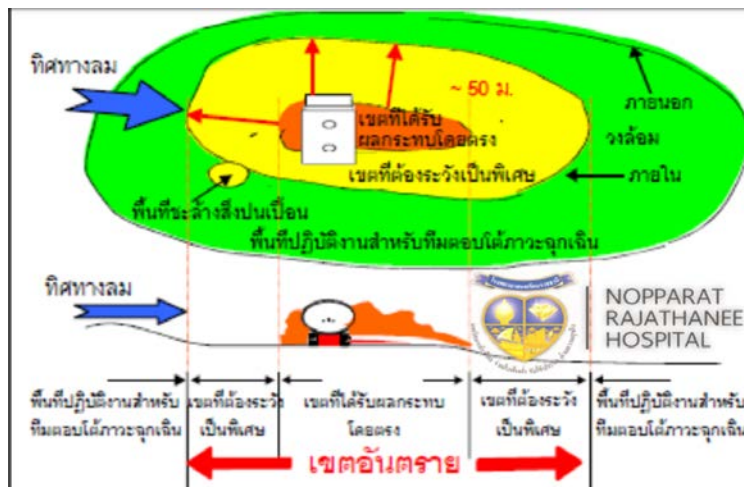 ทิศทางลม
~ 50 ม.
ภายนอก
เขตที่ได้รับ
ผลกระทบโดยตรง
วงล้อม
เขตที่ต้องระวังเป็นพิเศษ
ภายใน
พื้นที่ชะล้างสิ่งปนเปื้อน
พื้นที่ปฏิบัติงานสำหรับทีมตอบโต้ภาวะฉุกเฉิน
ทิศทางลม
NOPPARAT
RAJATHANEE
HOSPITAL
พื้นที่ปฏิบัติงานสำหรับ
ทีมตอบโต้ภาวะฉุกเฉิน
เขตที่ต้องระวัง
เป็นพิเศษ
เขตที่ได้รับผลกระทบ
โดยตรง
เขตที่ต้องระวัง
เป็นพิเศษ
พื้นที่ปฏิบัติงานสำหรับ
ทีมตอบโต้ภาวะฉุกเฉิน
เขตอันตราย